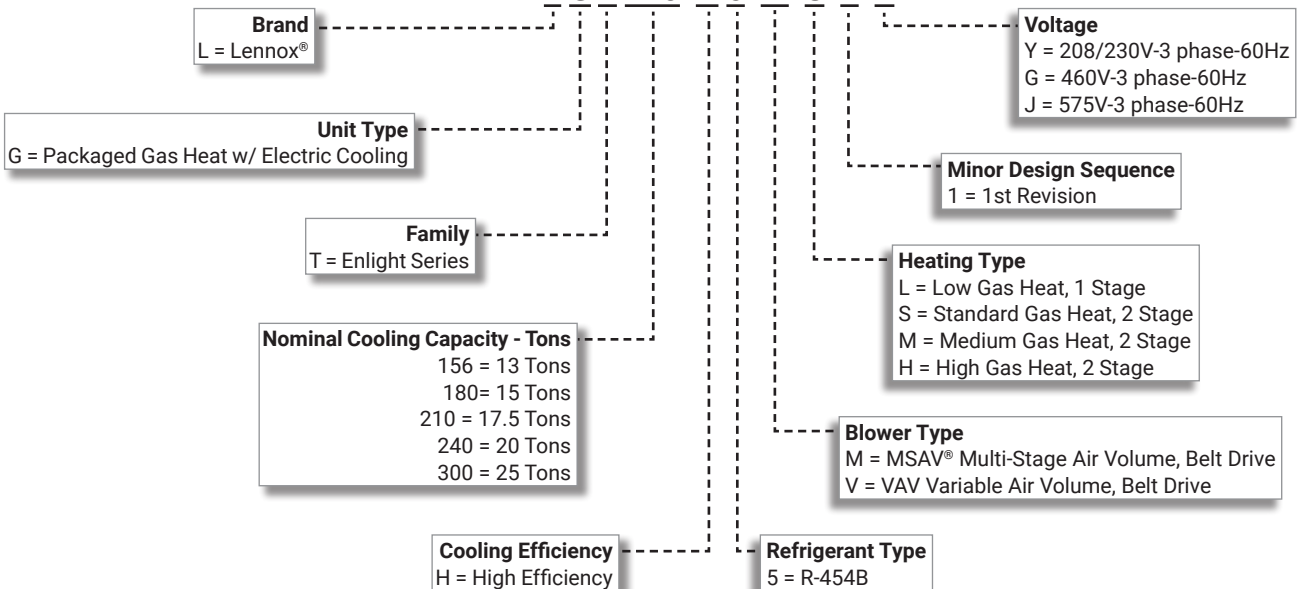 Brand
L = Lennox®
Voltage
Y = 208/230V-3 phase-60Hz
G = 460V-3 phase-60Hz
J = 575V-3 phase-60Hz
Unit Type
G = Packaged Gas Heat w/ Electric Cooling
Minor Design Sequence
1 = 1st Revision
Family
T = Enlight Series
Heating Type
L = Low Gas Heat, 1 Stage
S = Standard Gas Heat, 2 Stage
M = Medium Gas Heat, 2 Stage
H = High Gas Heat, 2 Stage
Nominal Cooling Capacity - Tons
156 = 13 Tons
180= 15 Tons
210 = 17.5 Tons
240 = 20 Tons
300 = 25 Tons
Blower Type
M = MSAV® Multi-Stage Air Volume, Belt Drive
V = VAV Variable Air Volume, Belt Drive
Cooling Efficiency
H = High Efficiency
Refrigerant Type
5 = R-454B